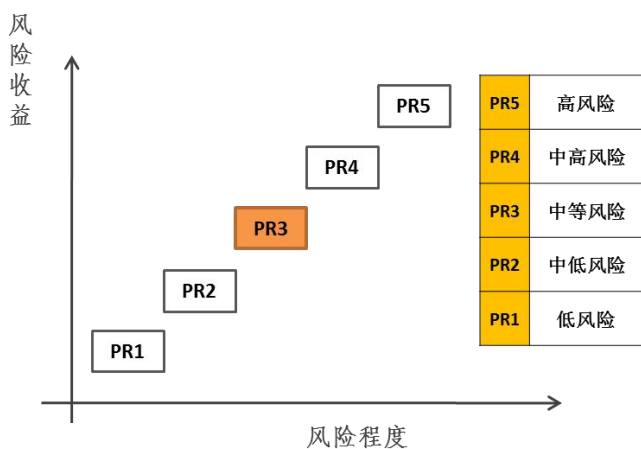 风险收益
PR5
PR4
PR3
PR2
PR1
风险程度
PR5 高风险
PR4 中高风险
PR3 中等风险
PR2 中低风险
PR1 低风险